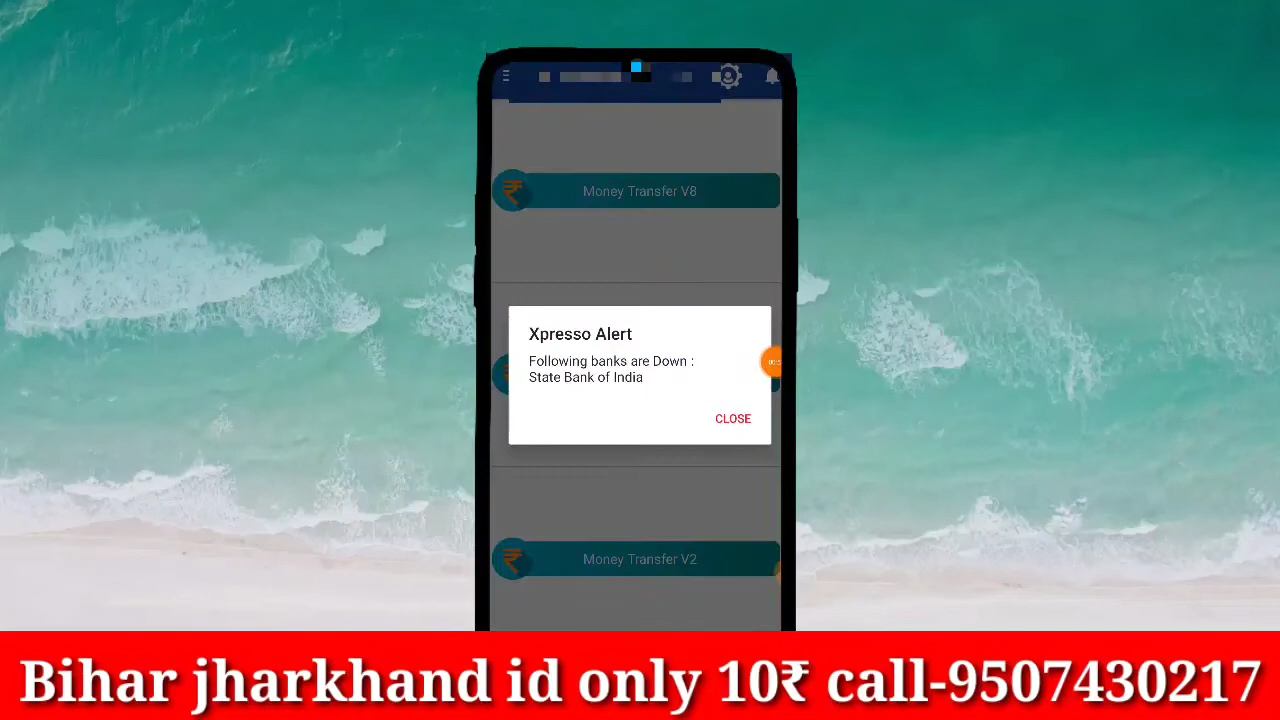 Money Transfer V8
Xpresso Alert
Following banks are Down :
State Bank of India
CLOSE
Money Transfer V2
Bihar jharkhand id only 10₹ call-9507430217